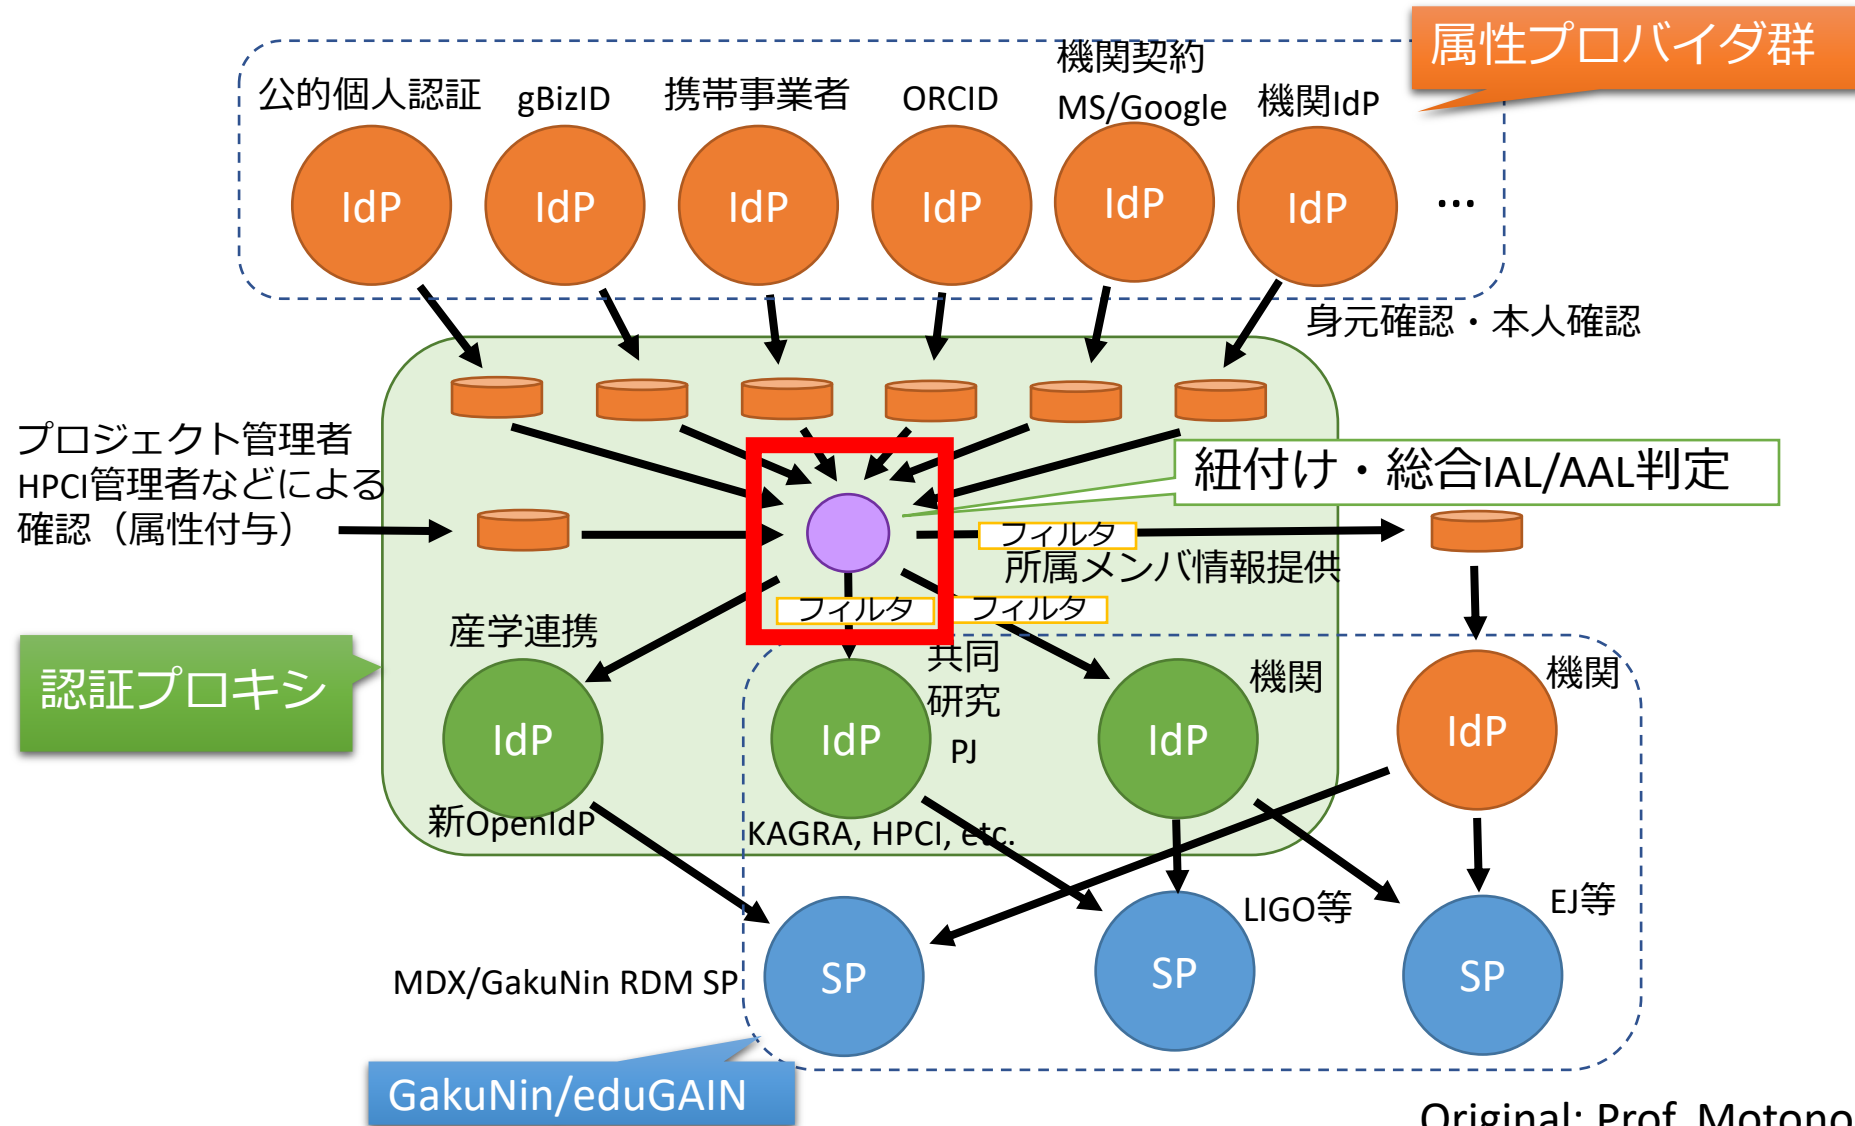 属性プロバイダ群
公的個人認証
gBizID
携帯事業者
ORCID
機関契約
MS/Google
機関IdP
IdP
IdP
IdP
IdP
IdP
IdP
…
身元確認・本人確認
プロジェクト管理者
HPCI管理者などによる
確認（属性付与）
紐付け・総合IAL/AAL判定
フィルタ
所属メンバ情報提供
フィルタ
フィルタ
産学連携
認証プロキシ
共同
研究
PJ
機関
機関
IdP
IdP
IdP
IdP
新OpenIdP
KAGRA, HPCI, etc.
LIGO等
EJ等
MDX/GakuNin RDM SP
SP
SP
SP
GakuNin/eduGAIN
Original: Prof. Motono